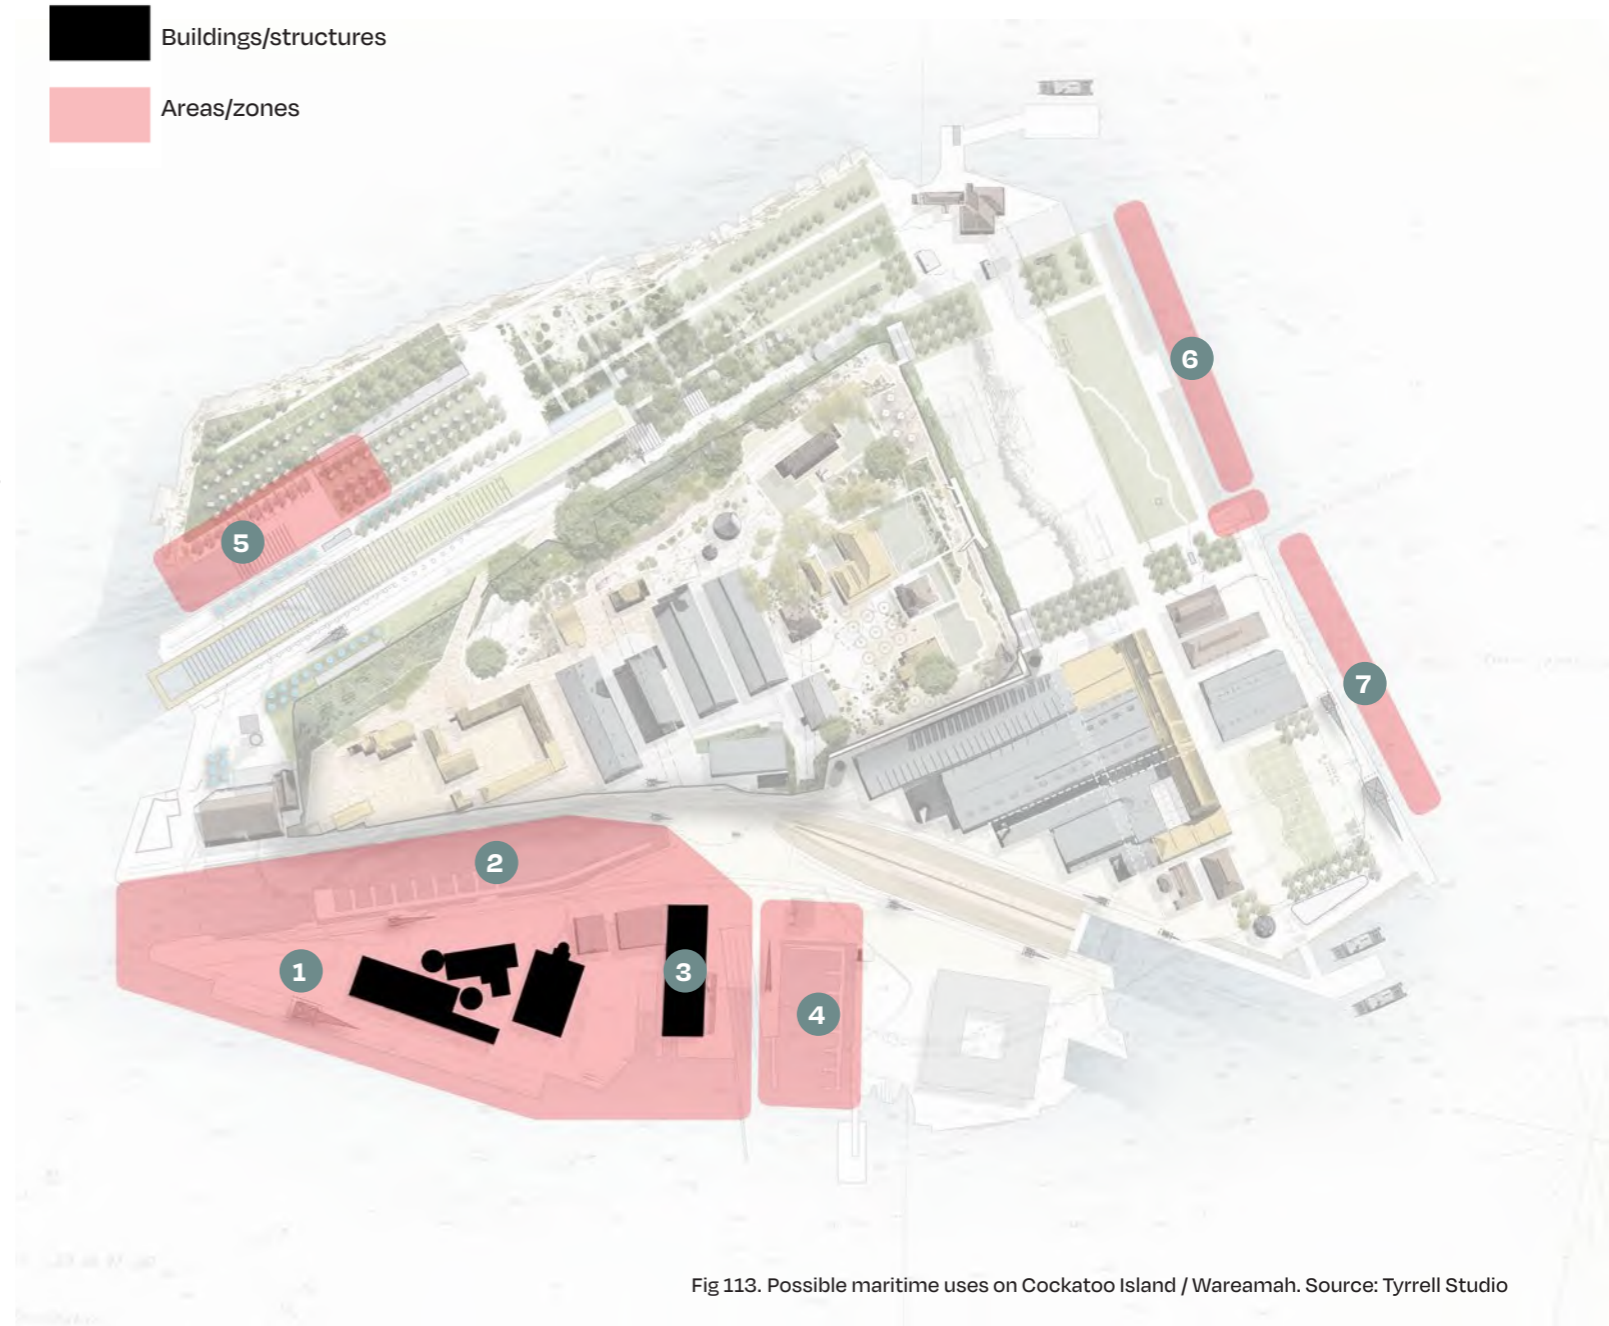 Buildings/structures
Areas/zones
6
5
7
2
1
3
4
Fig 113. Possible maritime uses on Cockatoo Island / Wareamah. Source: Tyrrell Studio